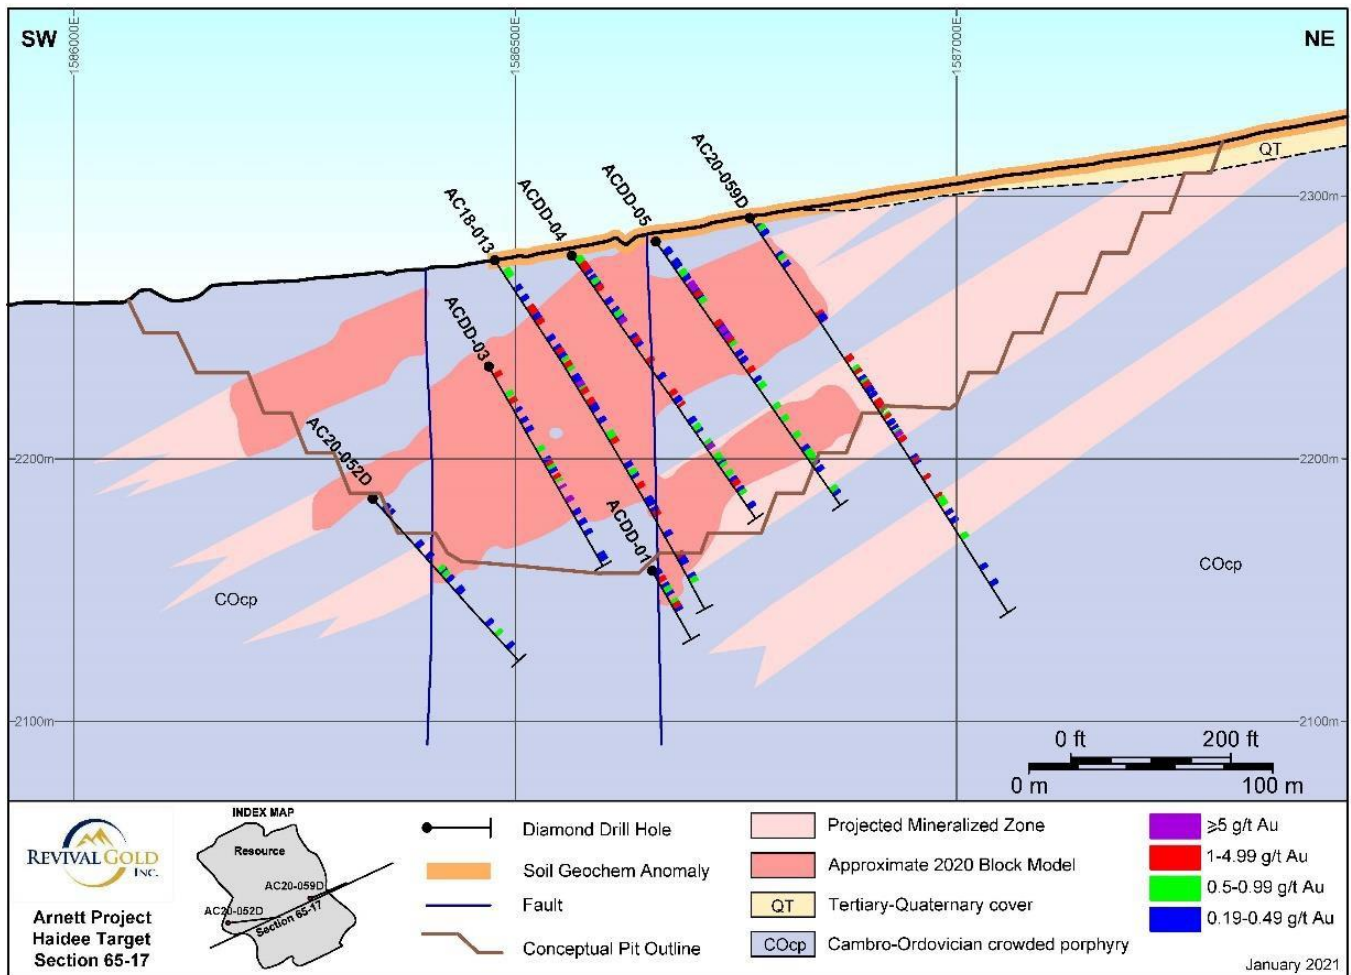 SW
1586000E
1586500E
1587000E
NE
AC20-059D
ACDD-05
ACDD-04
AC18-013
ACDD-03
AC20-052D
ACDD-01
QT
2300m
2200m
2200m
2100m
2100m
COcp
COcp
0 ft
200 ft
0 m
100 m
REVIVAL GOLD
INC.
Arnett Project
Haidee Target
Section 65-17
INDEX MAP
Resource
AC20-059D
AC20-052D
Section 65-17
Diamond Drill Hole
Soil Geochem Anomaly
Fault
Conceptual Pit Outline
Projected Mineralized Zone
Approximate 2020 Block Model
QT
Tertiary-Quaternary cover
COcp
Cambro-Ordovician crowded porphyry
⩾5 g/t Au
1-4.99 g/t Au
0.5-0.99 g/t Au
0.19-0.49 g/t Au
January 2021